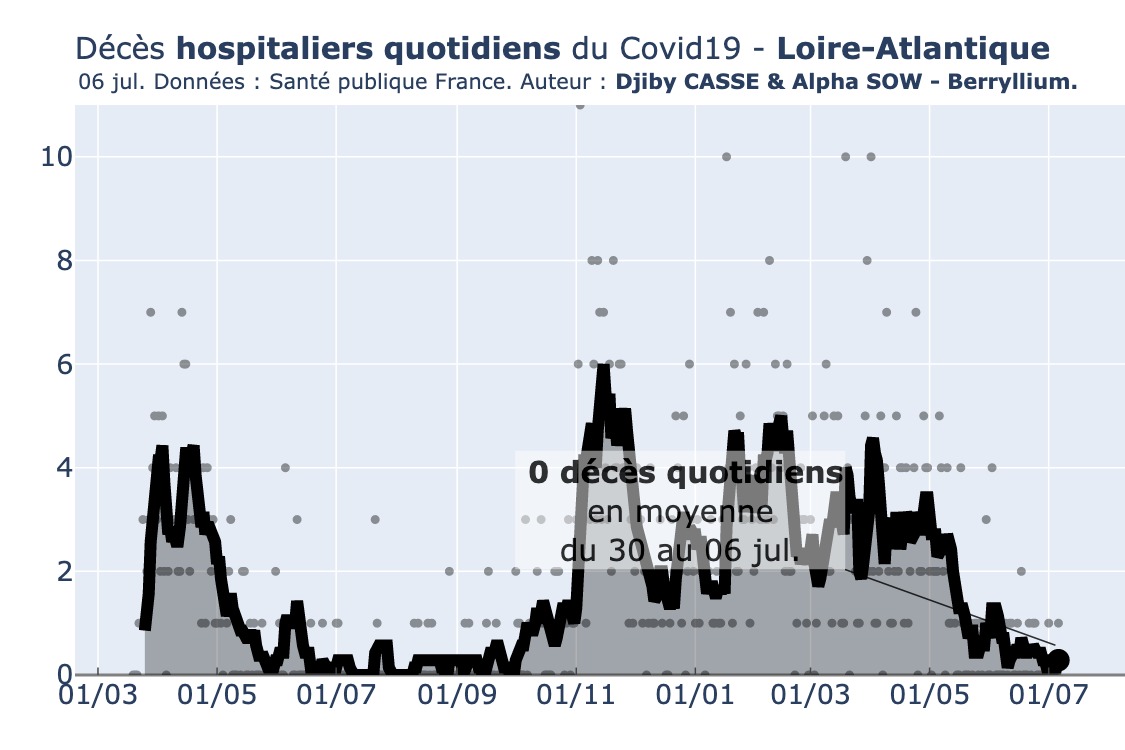 Décès hospitaliers quotidiens du Covid19 - Loire-Atlantique
06 jul. Données : Santé publique France. Auteur : Djiby CASSE & Alpha SOW - Berryllium.
10
8
6
4
2
0
0 décès quotidiens
en moyenne
du 30 au 06 jul.
01/03 01/05 01/07 01/09 01/11 01/01 01/03 01/05 01/07